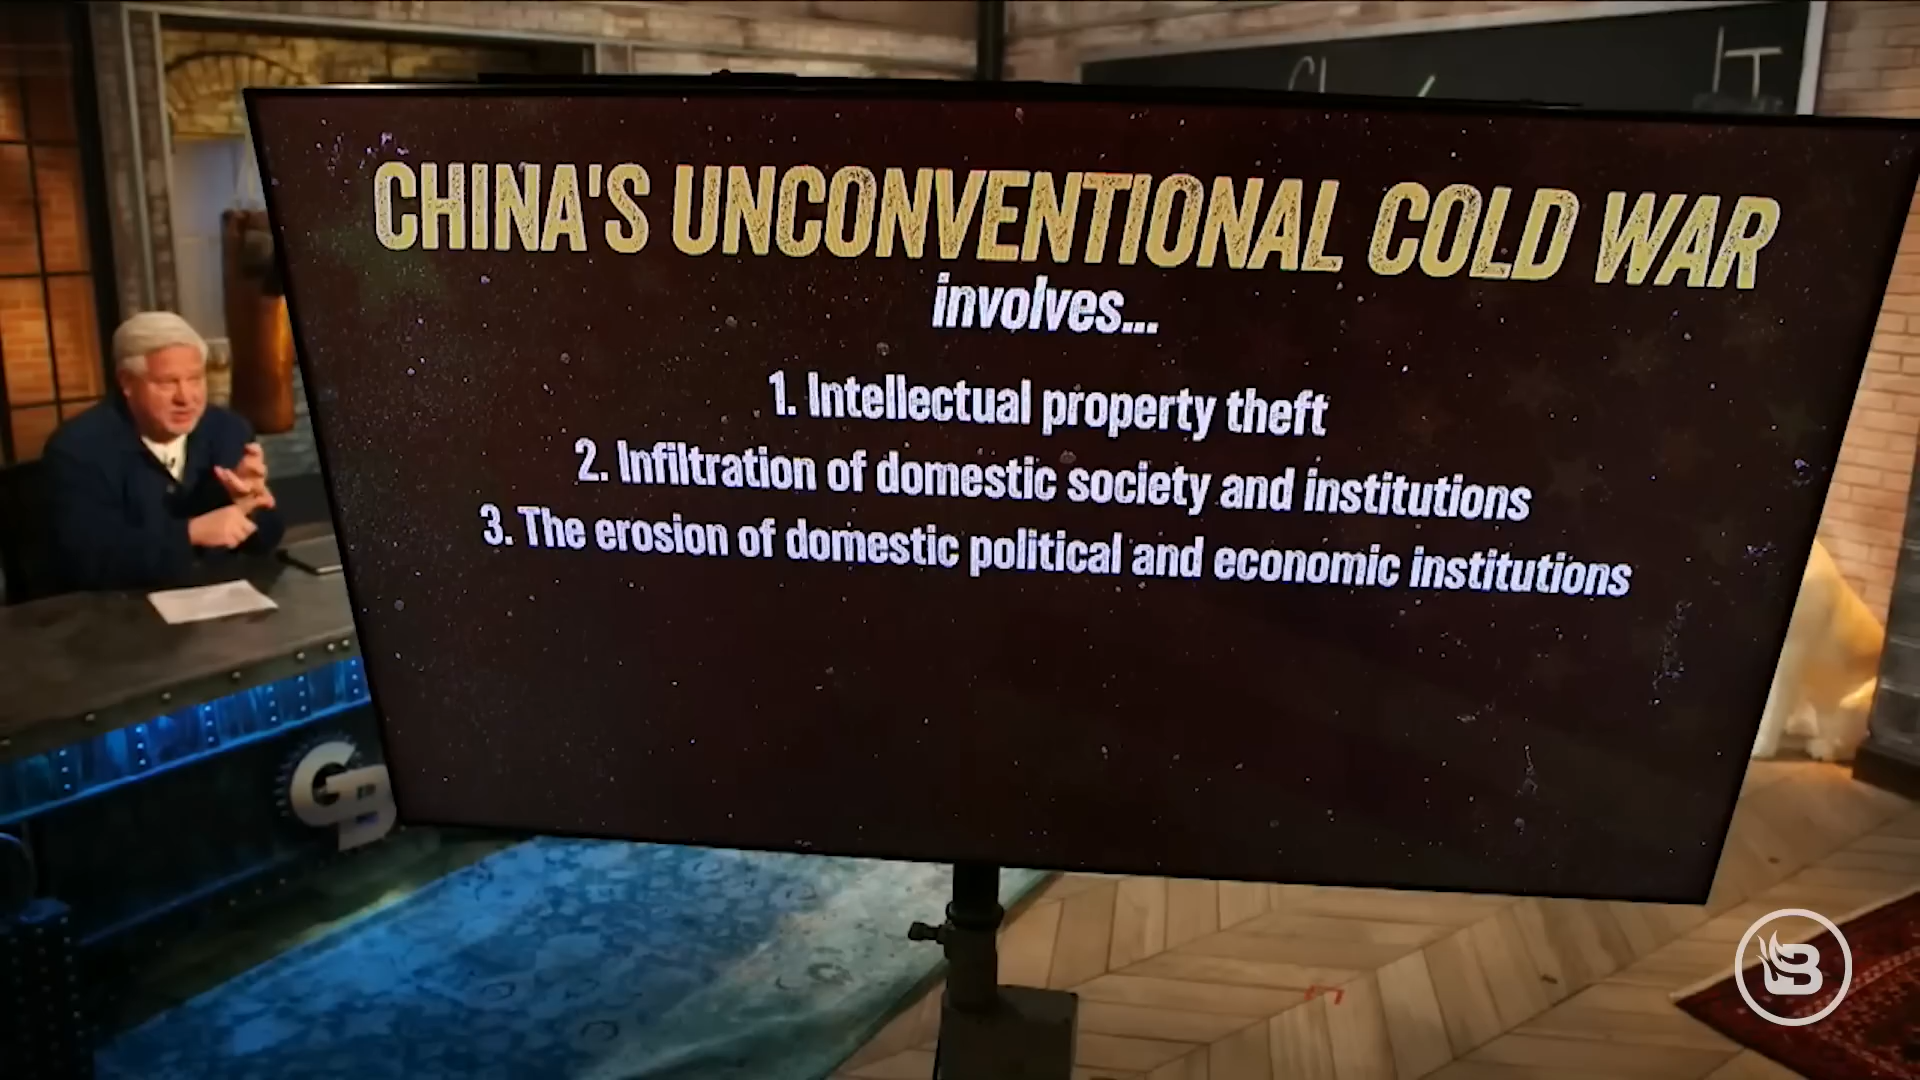 CHINA'S UNCONVENTIONAL COLD WAR
involves...
1. Intellectual property theft
2. Infiltration of domestic society and institutions
3. The erosion of domestic political and economic institutions
GB
B